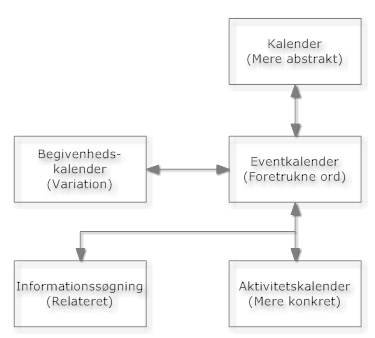 Kalender
(Mere abstrakt)
Begivenheds-
kalender
(Variation)
Eventkalender
(Foretrukne ord)
Informationssøgning
(Relateret)
Aktivitetskalender
(Mere konkret)